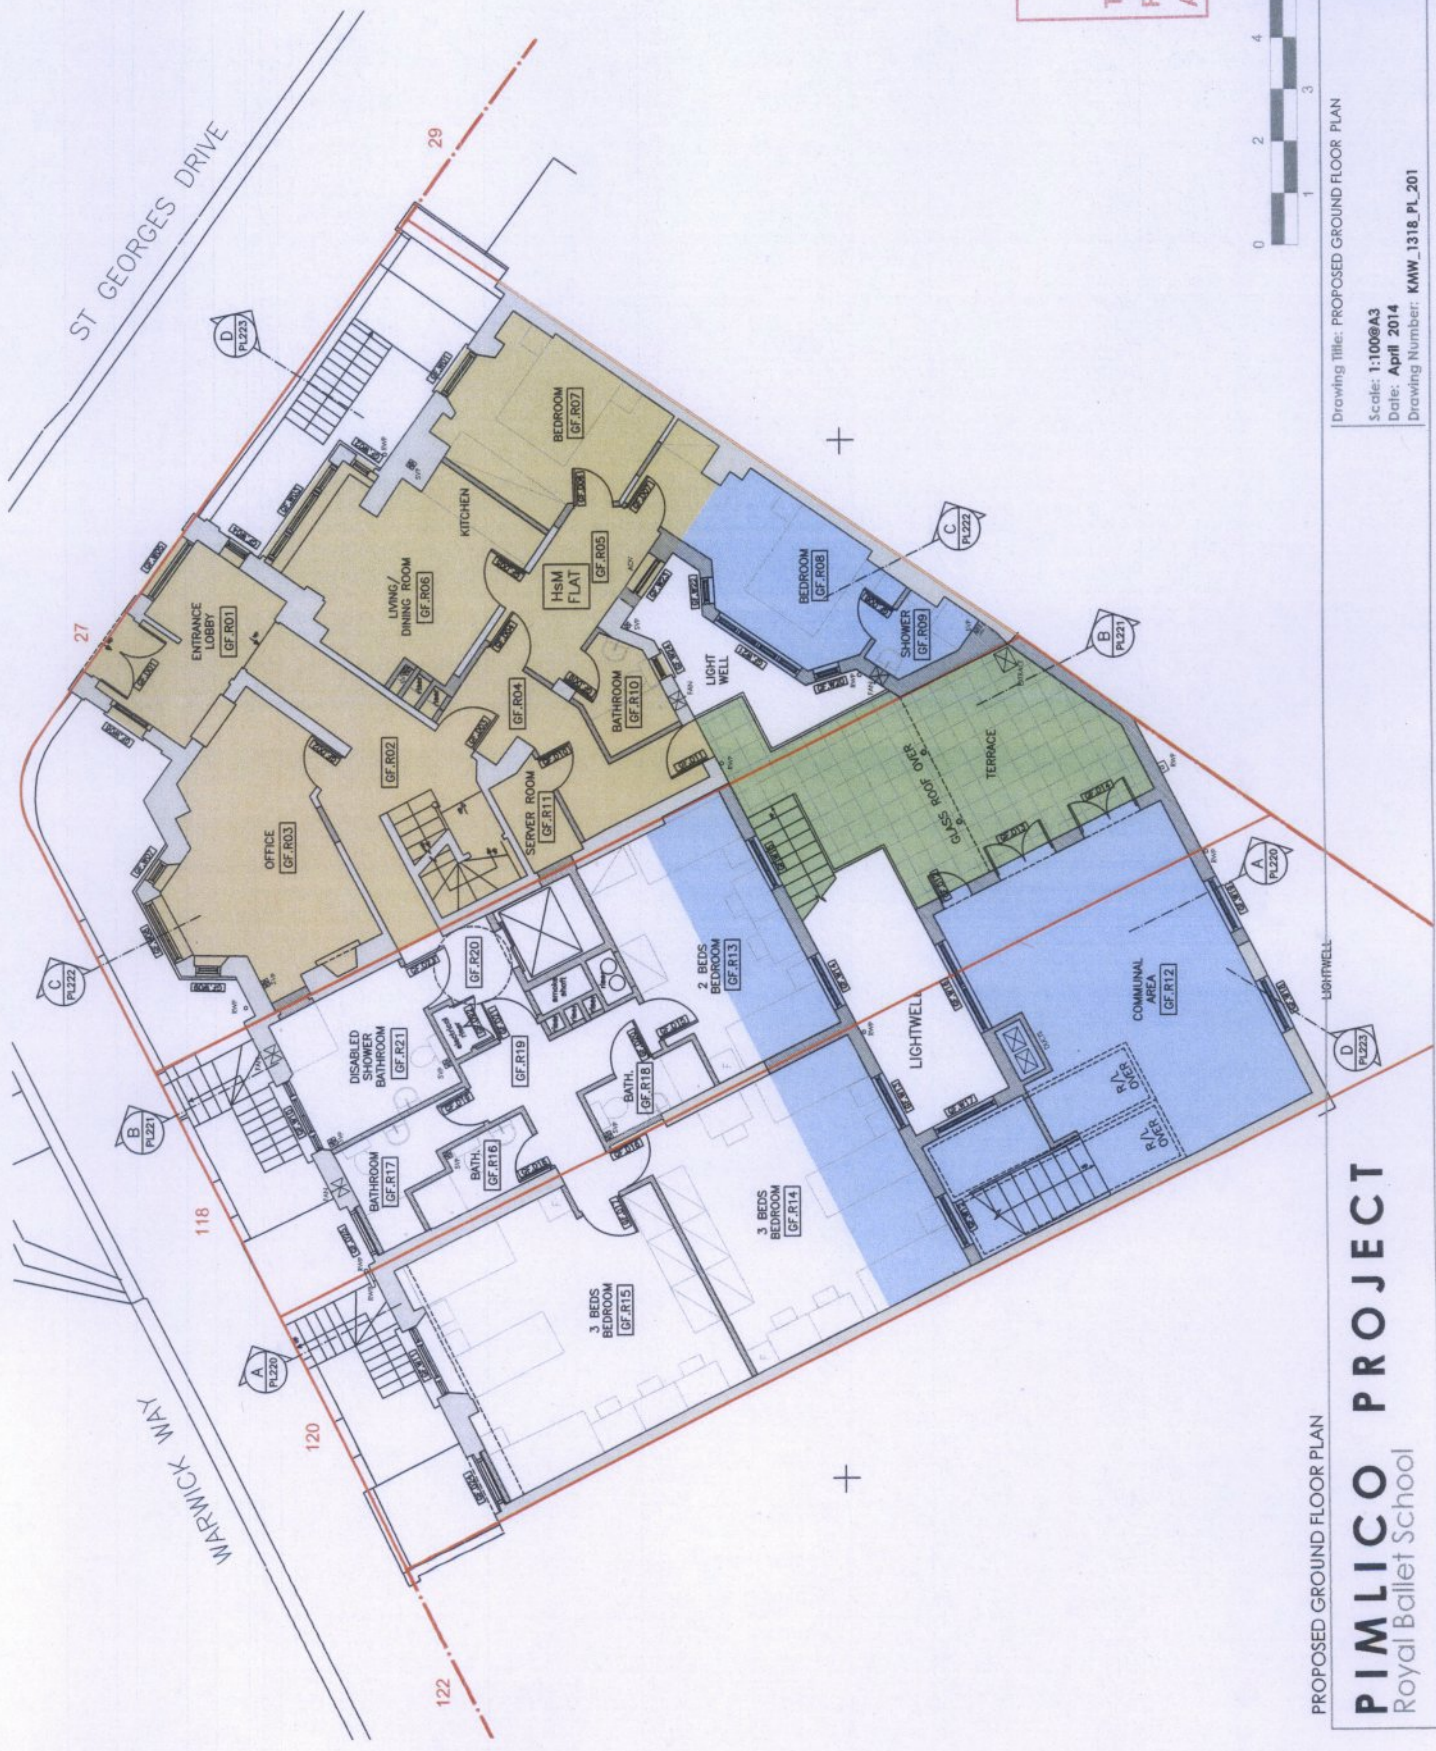 ST GEORGES DRIVE
WARWICK WAY
27
29
118
120
122
D
PL223
C
PL222
B
PL221
A
PL220
C
PL222
B
PL221
A
PL220
D
PL223
ENTRANCE
LOBBY
GF.R01
GF.R02
OFFICE
GF.R03
GF.R04
GF.R05
HsM
FLAT
LIVING/
DINING ROOM
GF.R06
KITCHEN
BEDROOM
GF.R07
BEDROOM
GF.R08
SHOWER
GF.R09
BATHROOM
GF.R10
SERVER ROOM
GF.R11
LIGHT
WELL
GLASS ROOF OVER
TERRACE
COMMUNAL
AREA
GF.R12
R/L
OVER
R/L
OVER
LIGHTWELL
LIGHTWELL
2 BEDS
BEDROOM
GF.R13
3 BEDS
BEDROOM
GF.R14
3 BEDS
BEDROOM
GF.R15
BATH.
GF.R16
BATHROOM
GF.R17
BATH.
GF.R18
GF.R19
GF.R20
DISABLED
SHOWER
BATHROOM
GF.R21
0 1 2 3 4
PROPOSED GROUND FLOOR PLAN
PIMLICO PROJECT
Royal Ballet School
Drawing Title: PROPOSED GROUND FLOOR PLAN
Scale: 1:100@A3
Date: April 2014
Drawing Number: KMW_1318_PL_201